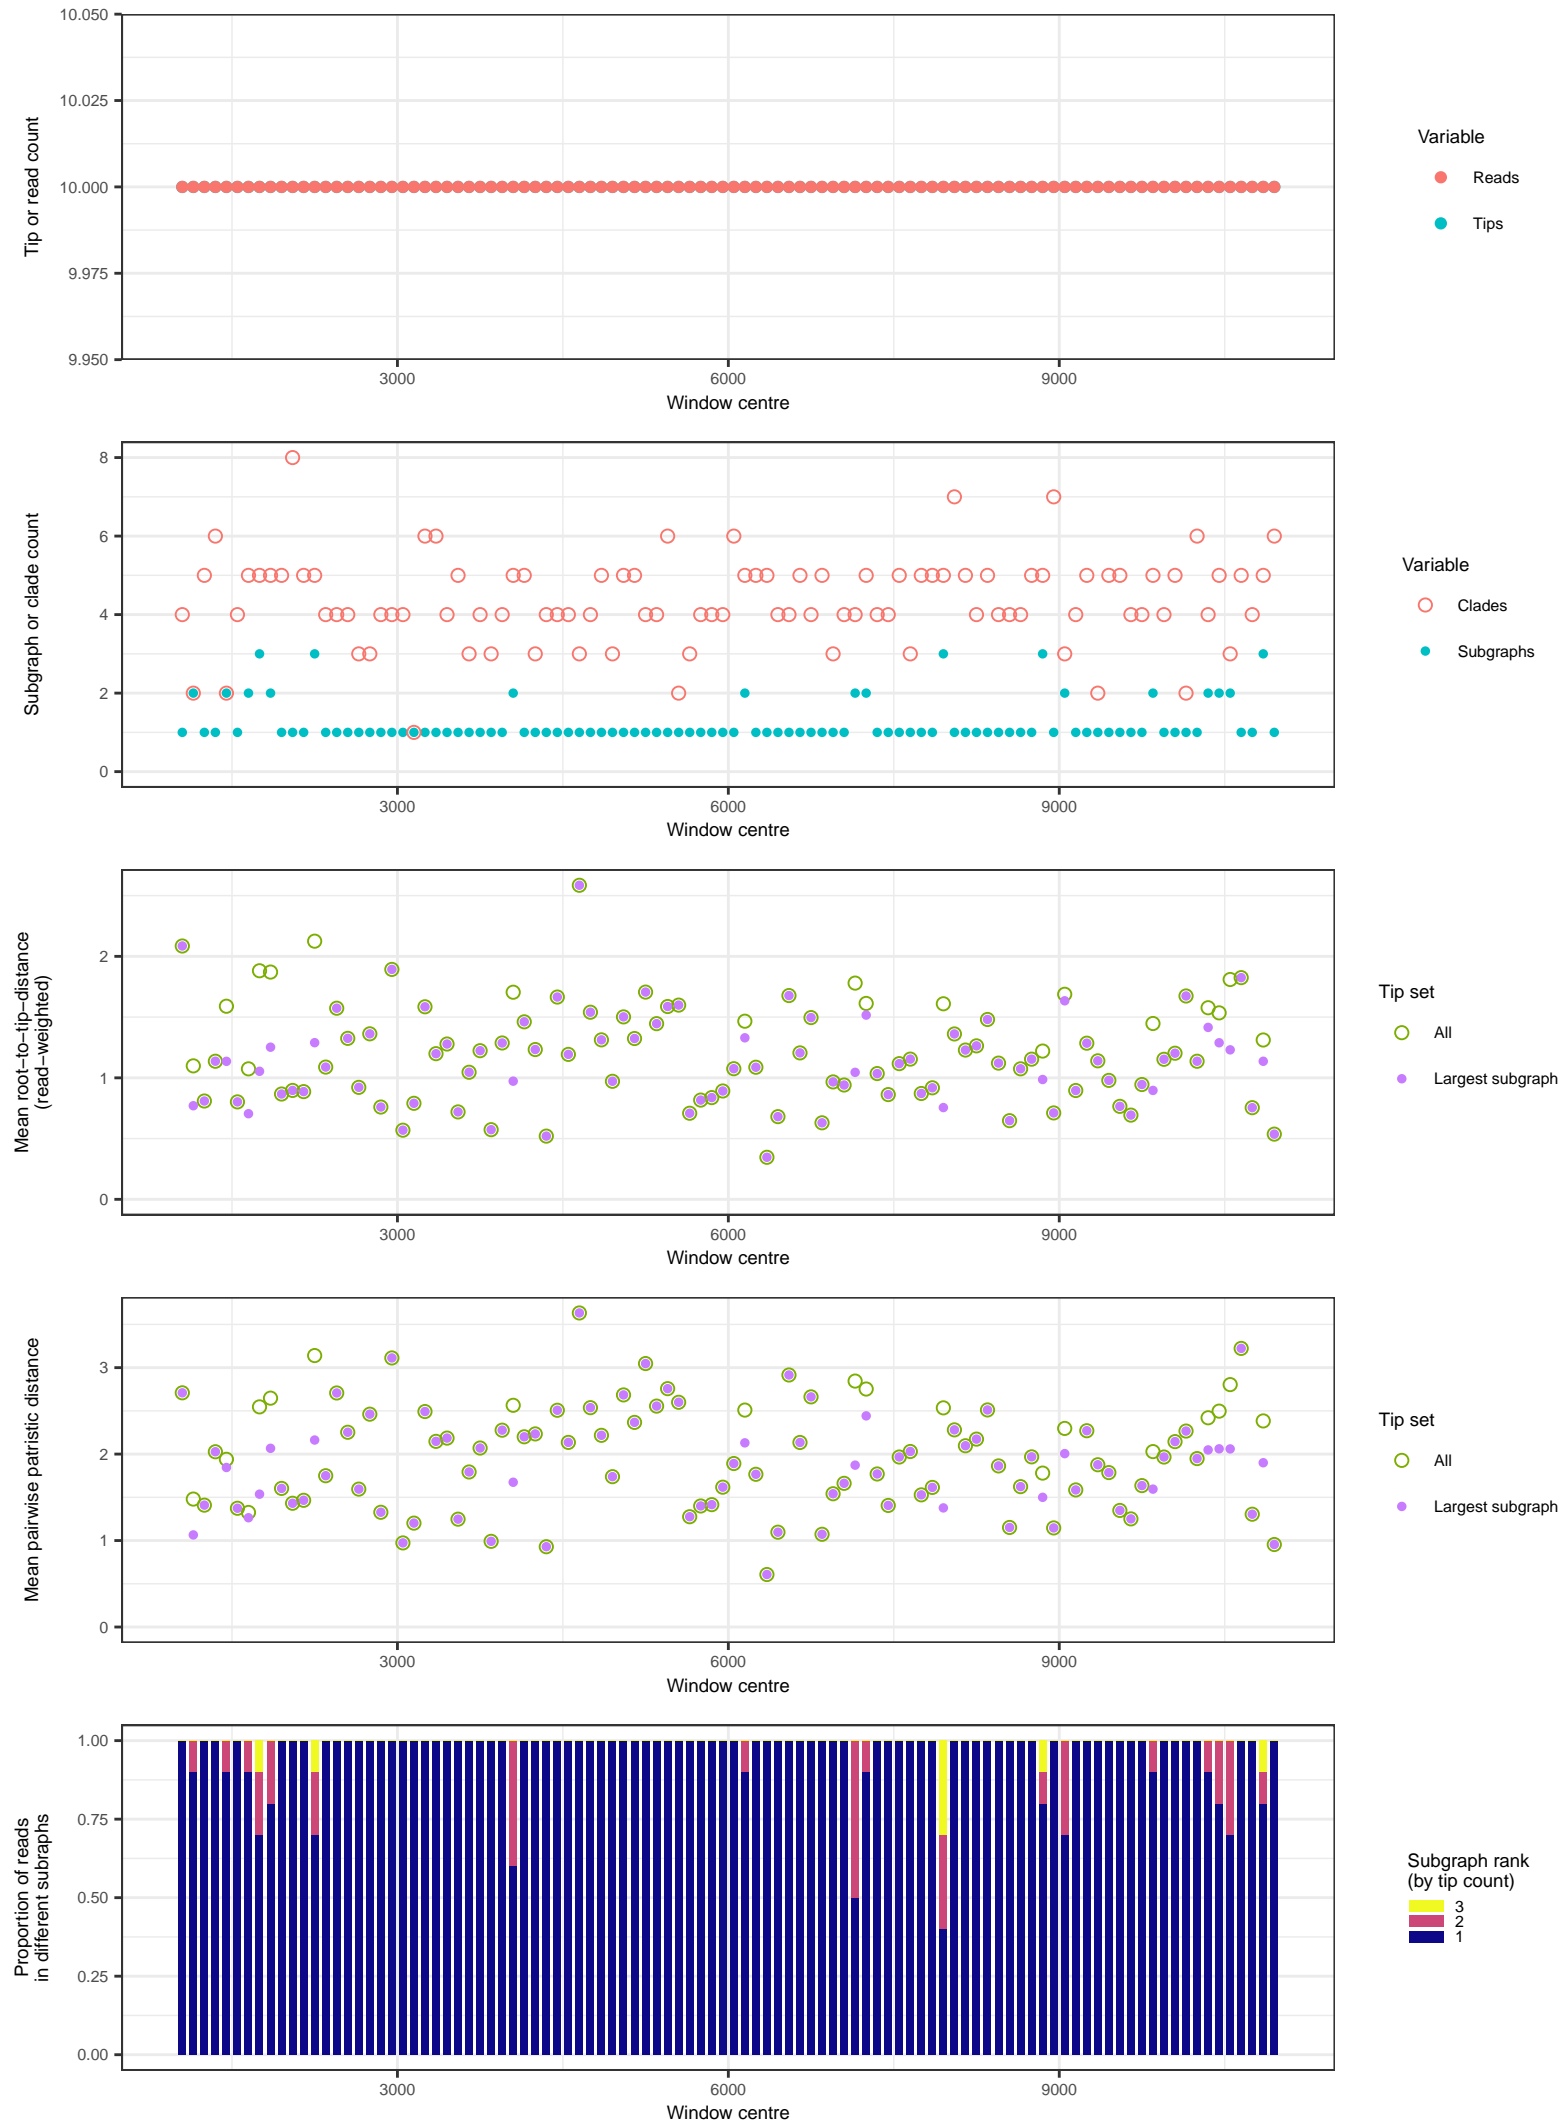 10.050
10.025
10.000
9.975
9.950
Tip or read count
3000
6000
9000
Window centre
Variable
Reads
Tips
8
6
4
2
0
Subgraph or clade count
3000
6000
9000
Window centre
Variable
Clades
Subgraphs
2
1
0
Mean root−to−tip−distance
(read−weighted)
3000
6000
9000
Window centre
Tip set
All
Largest subgraph
3
2
1
0
Mean pairwise patristic distance
3000
6000
9000
Window centre
Tip set
All
Largest subgraph
1.00
0.75
0.50
0.25
0.00
Proportion of reads
in different subraphs
3000
6000
9000
Window centre
Subgraph rank
(by tip count)
3
2
1